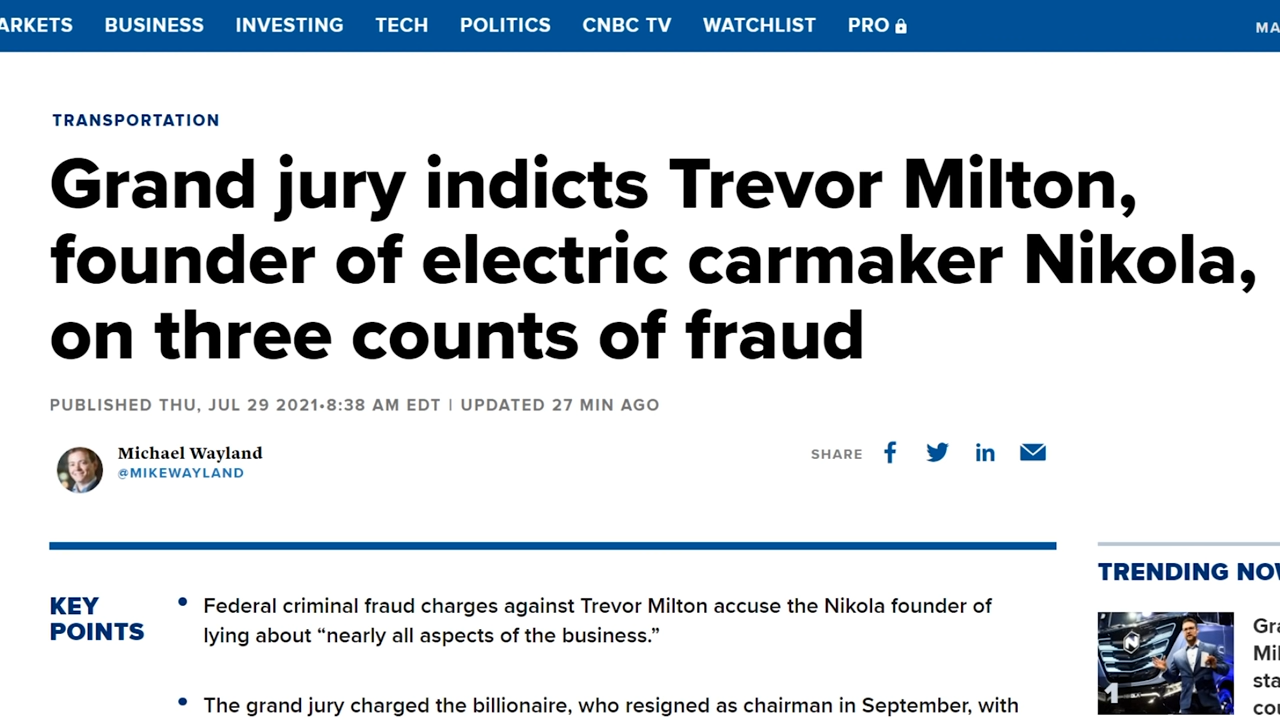 ARKETS BUSINESS INVESTING TECH POLITICS CNBC TV WATCHLIST PRO MA
TRANSPORTATION
Grand jury indicts Trevor Milton,
founder of electric carmaker Nikola,
on three counts of fraud
PUBLISHED THU, JUL 29 2021•8:38 AM EDT | UPDATED 27 MIN AGO
Michael Wayland
@MIKEWAYLAND
SHARE f in
KEY
POINTS
• Federal criminal fraud charges against Trevor Milton accuse the Nikola founder of
lying about “nearly all aspects of the business.”
• The grand jury charged the billionaire, who resigned as chairman in September, with
TRENDING NOW
1
Gra
Mil
sta
cou